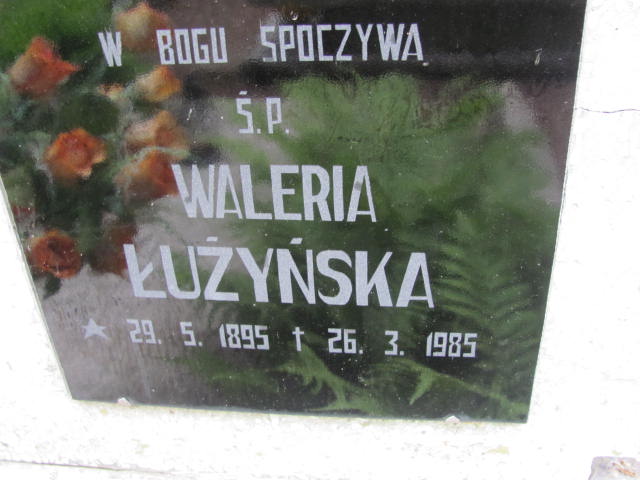 W BOGU SPOCZYWA
Ś.P.
WALERIA
ŁUŻYŃSKA
★ 29. 5. 1895 † 26. 3. 1985